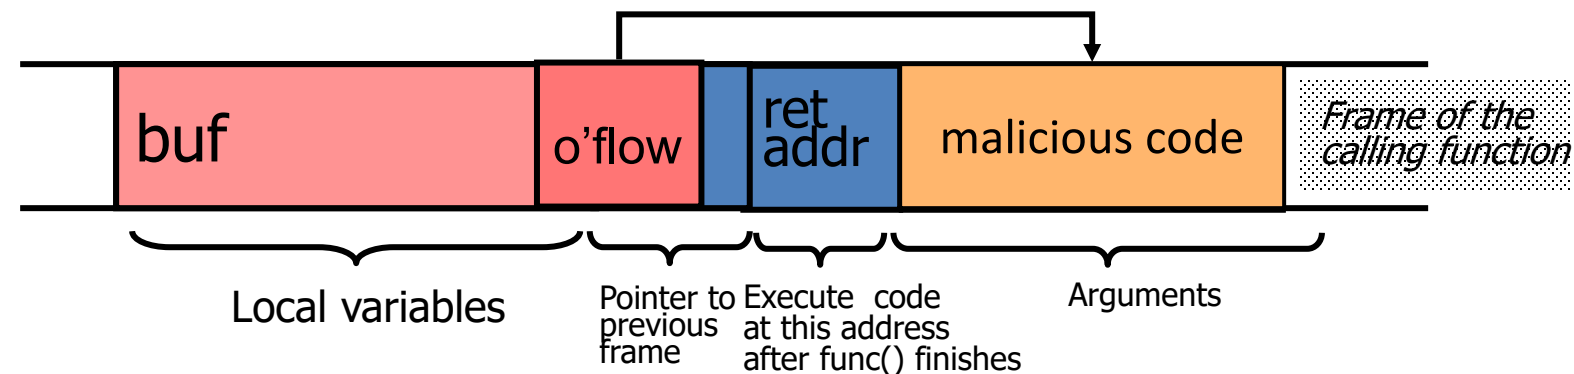 buf
o’flow
ret
addr
malicious code
Frame of the
calling function
Local variables
Pointer to
previous
frame
Execute code
at this address
after func() finishes
Arguments